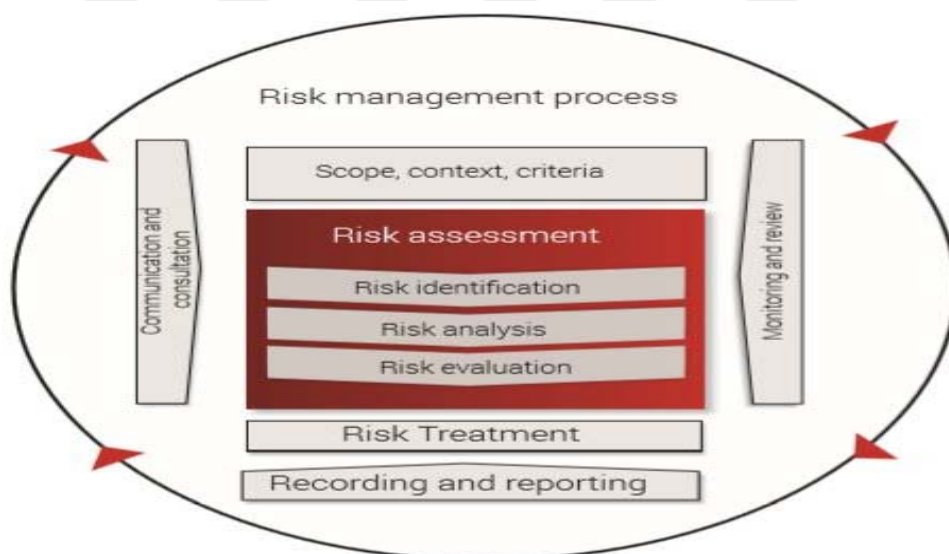 Risk management process
Scope, context, criteria
Communication and
consultation
Risk assessment
Risk identification
Risk analysis
Risk evaluation
Monitoring and review
Risk Treatment
Recording and reporting